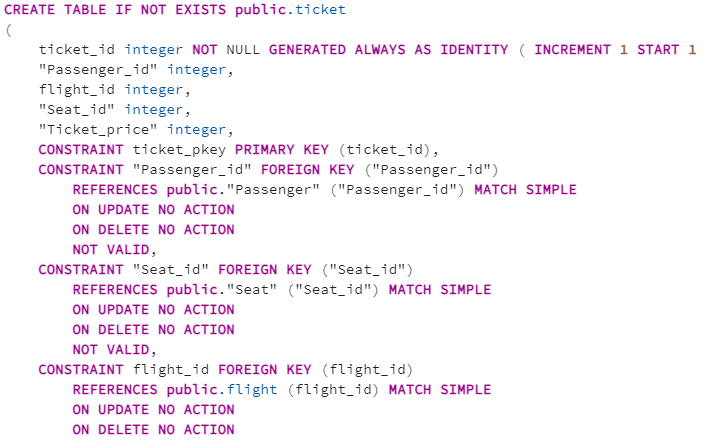 CREATE TABLE IF NOT EXISTS public.ticket
(
    ticket_id integer NOT NULL GENERATED ALWAYS AS IDENTITY ( INCREMENT 1 START 1
    "Passenger_id" integer,
    flight_id integer,
    "Seat_id" integer,
    "Ticket_price" integer,
    CONSTRAINT ticket_pkey PRIMARY KEY (ticket_id),
    CONSTRAINT "Passenger_id" FOREIGN KEY ("Passenger_id")
        REFERENCES public."Passenger" ("Passenger_id") MATCH SIMPLE
        ON UPDATE NO ACTION
        ON DELETE NO ACTION
        NOT VALID,
    CONSTRAINT "Seat_id" FOREIGN KEY ("Seat_id")
        REFERENCES public."Seat" ("Seat_id") MATCH SIMPLE
        ON UPDATE NO ACTION
        ON DELETE NO ACTION
        NOT VALID,
    CONSTRAINT flight_id FOREIGN KEY (flight_id)
        REFERENCES public.flight (flight_id) MATCH SIMPLE
        ON UPDATE NO ACTION
        ON DELETE NO ACTION